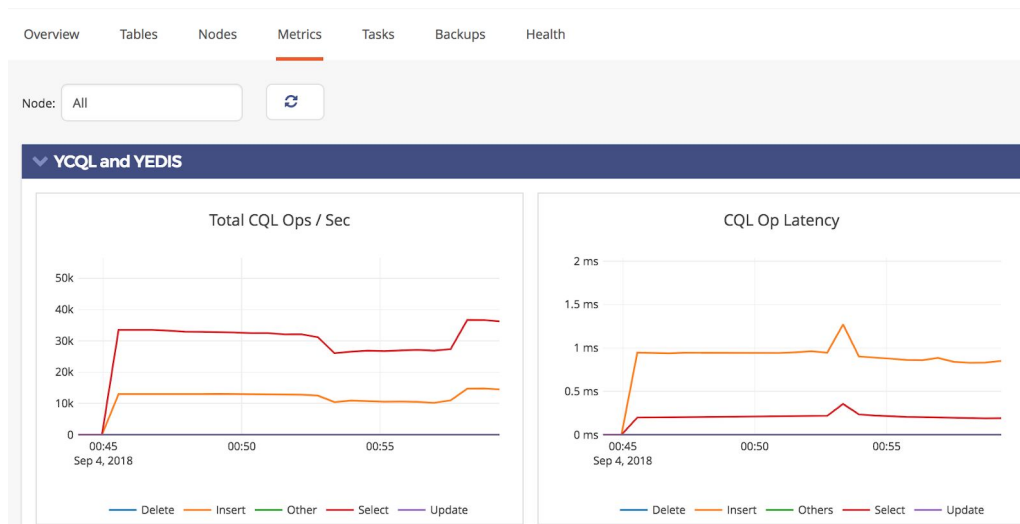 Overview Tables Nodes Metrics Tasks Backups Health
Node: All
YCQL and YEDIS
Total CQL Ops / Sec
50k
40k
30k
20k
10k
0
00:45 00:50 00:55
Sep 4, 2018
Delete Insert Other Select Update
CQL Op Latency
2 ms
1.5 ms
1 ms
0.5 ms
0 ms
00:45 00:50 00:55
Sep 4, 2018
Delete Insert Others Select Update